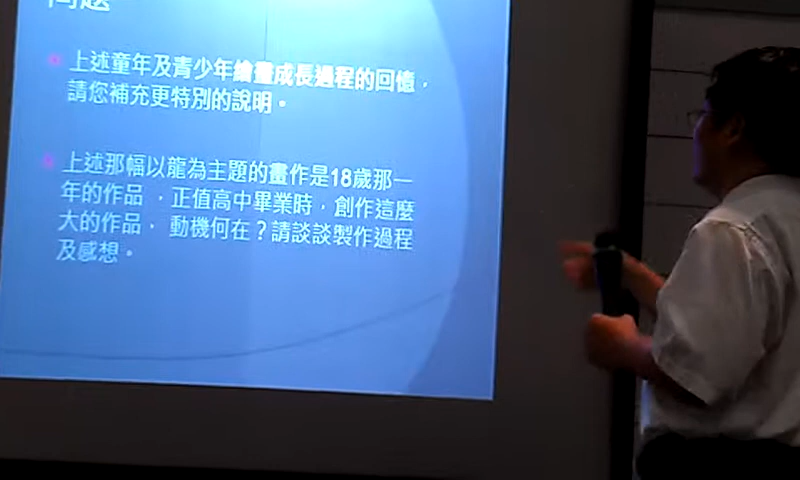 問題
上述童年及青少年繪畫成長過程的回憶，
請您補充更特別的說明。
上述那幅以龍為主題的畫作是18歲那一
年的作品，正值高中畢業時，創作這麼
大的作品， 動機何在？請談談製作過程
及感想。